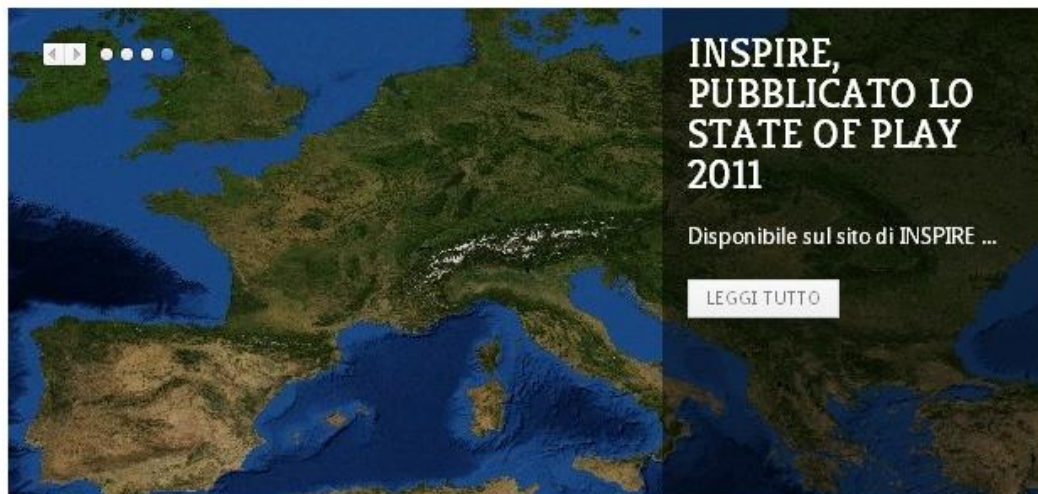 INSPIRE,
PUBBLICATO LO
STATE OF PLAY
2011
Disponibile sul sito di INSPIRE ...
LEGGI TUTTO